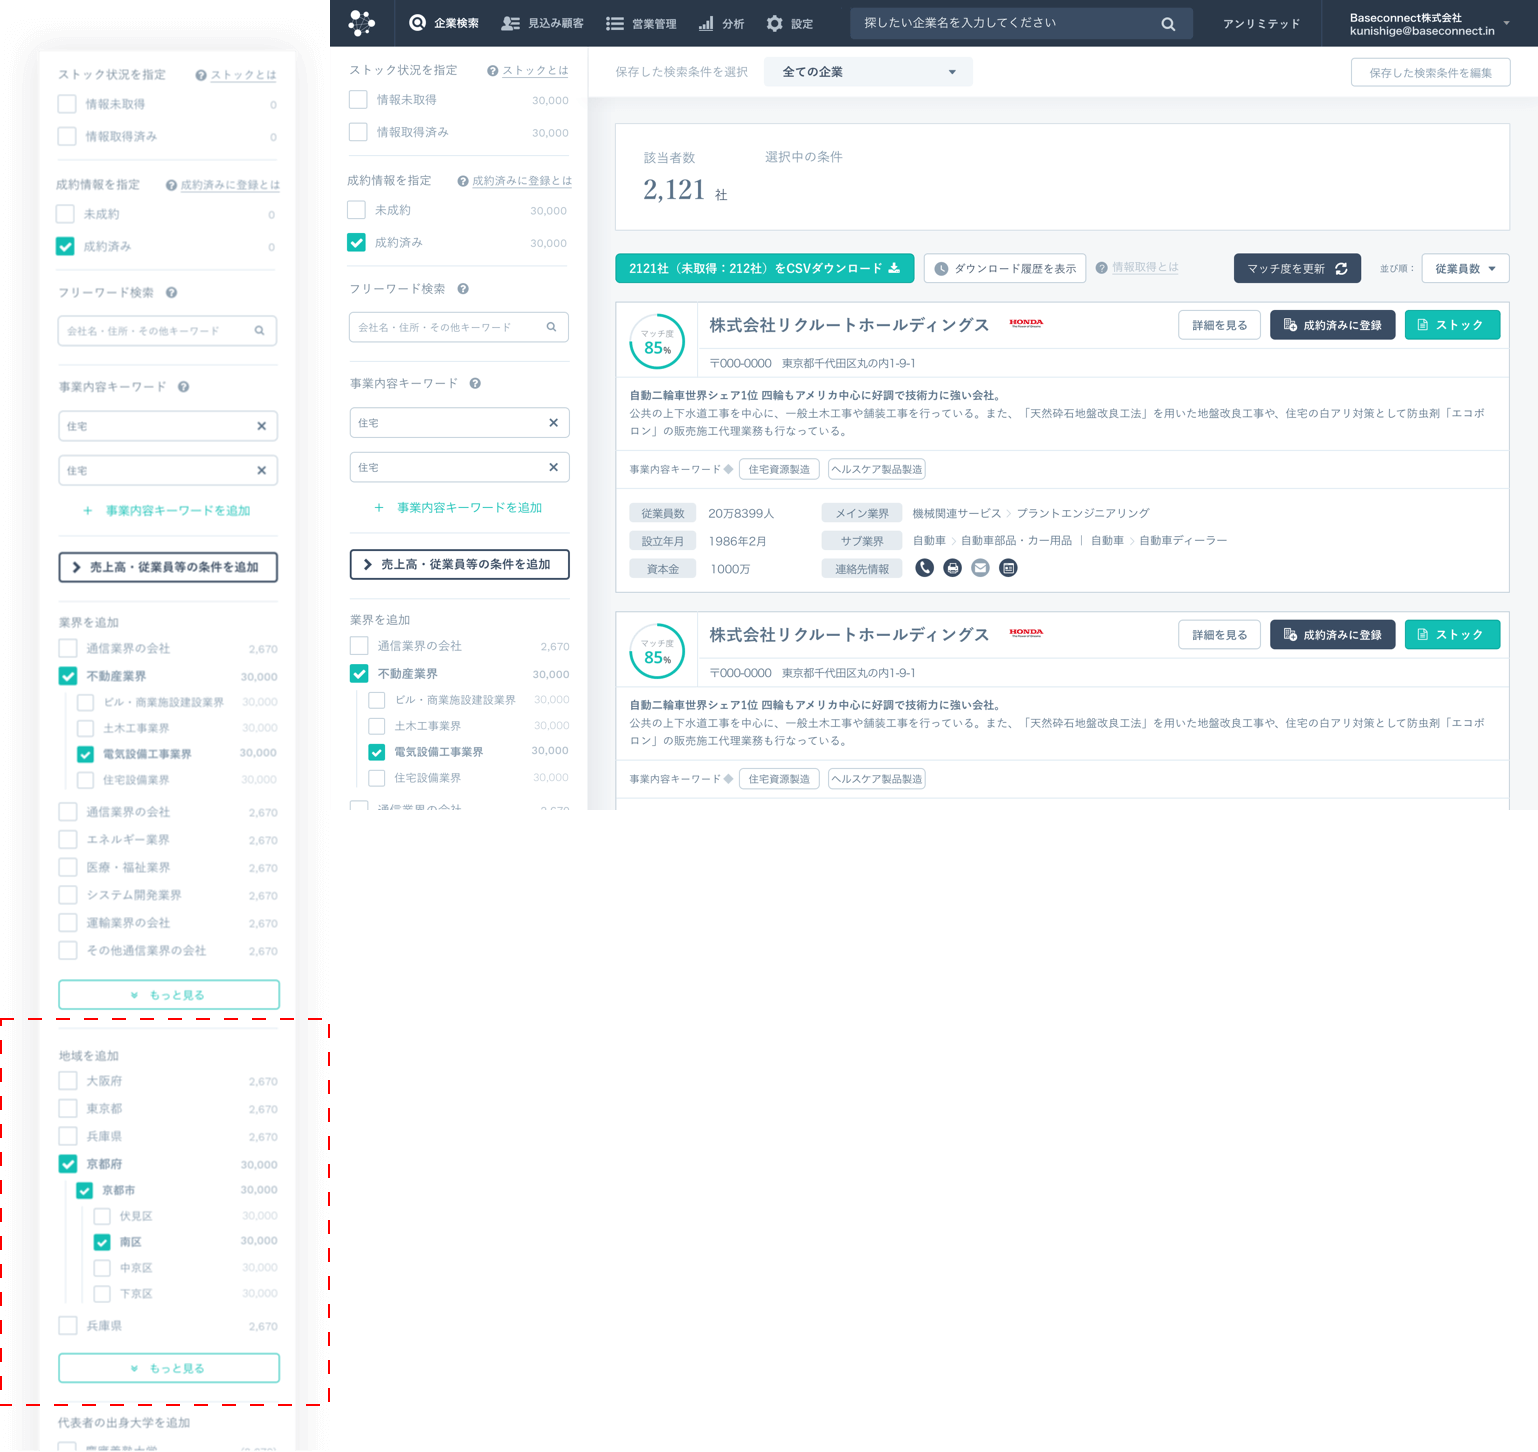 企業検索
見込み顧客
営業管理
分析
設定
探したい企業名を入力してください
アンリミテッド
Baseconnect株式会社
kunishige@baseconnect.in
ストック状況を指定 ストックとは
情報未取得 0
情報取得済み 0
成約情報を指定 成約済みに登録とは
未成約 0
成約済み 0
フリーワード検索
会社名・住所・その他キーワード
事業内容キーワード
住宅
住宅
+ 事業内容キーワードを追加
売上高・従業員等の条件を追加
業界を追加
通信業界の会社 2,670
不動産業界 30,000
ビル・商業施設建設業界 30,000
土木工事業界 30,000
電気設備工事業界 30,000
住宅設備業界 30,000
通信業界の会社 2,670
エネルギー業界 2,670
医療・福祉業界 2,670
システム開発業界 2,670
運輸業界の会社 2,670
その他通信業界の会社 2,670
もっと見る
地域を追加
大阪府 2,670
東京都 2,670
兵庫県 2,670
京都府 30,000
京都市 30,000
伏見区 30,000
南区 30,000
中京区 30,000
下京区 30,000
兵庫県 2,670
もっと見る
代表者の出身大学を追加
ストック状況を指定 ストックとは
情報未取得 30,000
情報取得済み 30,000
成約情報を指定 成約済みに登録とは
未成約 30,000
成約済み 30,000
フリーワード検索
会社名・住所・その他キーワード
事業内容キーワード
住宅
住宅
+ 事業内容キーワードを追加
売上高・従業員等の条件を追加
業界を追加
通信業界の会社 2,670
不動産業界 30,000
ビル・商業施設建設業界 30,000
土木工事業界 30,000
電気設備工事業界 30,000
住宅設備業界 30,000
通信業界の会社 2,670
保存した検索条件を選択 全ての企業
保存した検索条件を編集
該当者数 選択中の条件
2,121 社
2121社（未取得：212社）をCSVダウンロード
ダウンロード履歴を表示
情報取得とは
マッチ度を更新
並び順： 従業員数
マッチ度
85%
株式会社リクルートホールディングス
HONDA
詳細を見る
成約済みに登録
ストック
〒000-0000 東京都千代田区丸の内1-9-1
自動二輪車世界シェア1位 四輪もアメリカ中心に好調で技術力に強い会社。
公共の上下水道工事を中心に、一般土木工事や舗装工事を行っている。また、「天然砕石地盤改良工法」を用いた地盤改良工事や、住宅の白アリ対策として防虫剤「エコボ
ロン」の販売施工代理業務も行なっている。
事業内容キーワード 住宅資源製造 ヘルスケア製品製造
従業員数 20万8399人 メイン業界 機械関連サービス 〉 プラントエンジニアリング
設立年月 1986年2月 サブ業界 自動車 〉 自動車部品・カー用品 | 自動車 〉 自動車ディーラー
資本金 1000万 連絡先情報
マッチ度
85%
株式会社リクルートホールディングス
HONDA
詳細を見る
成約済みに登録
ストック
〒000-0000 東京都千代田区丸の内1-9-1
自動二輪車世界シェア1位 四輪もアメリカ中心に好調で技術力に強い会社。
公共の上下水道工事を中心に、一般土木工事や舗装工事を行っている。また、「天然砕石地盤改良工法」を用いた地盤改良工事や、住宅の白アリ対策として防虫剤「エコボ
ロン」の販売施工代理業務も行なっている。
事業内容キーワード 住宅資源製造 ヘルスケア製品製造